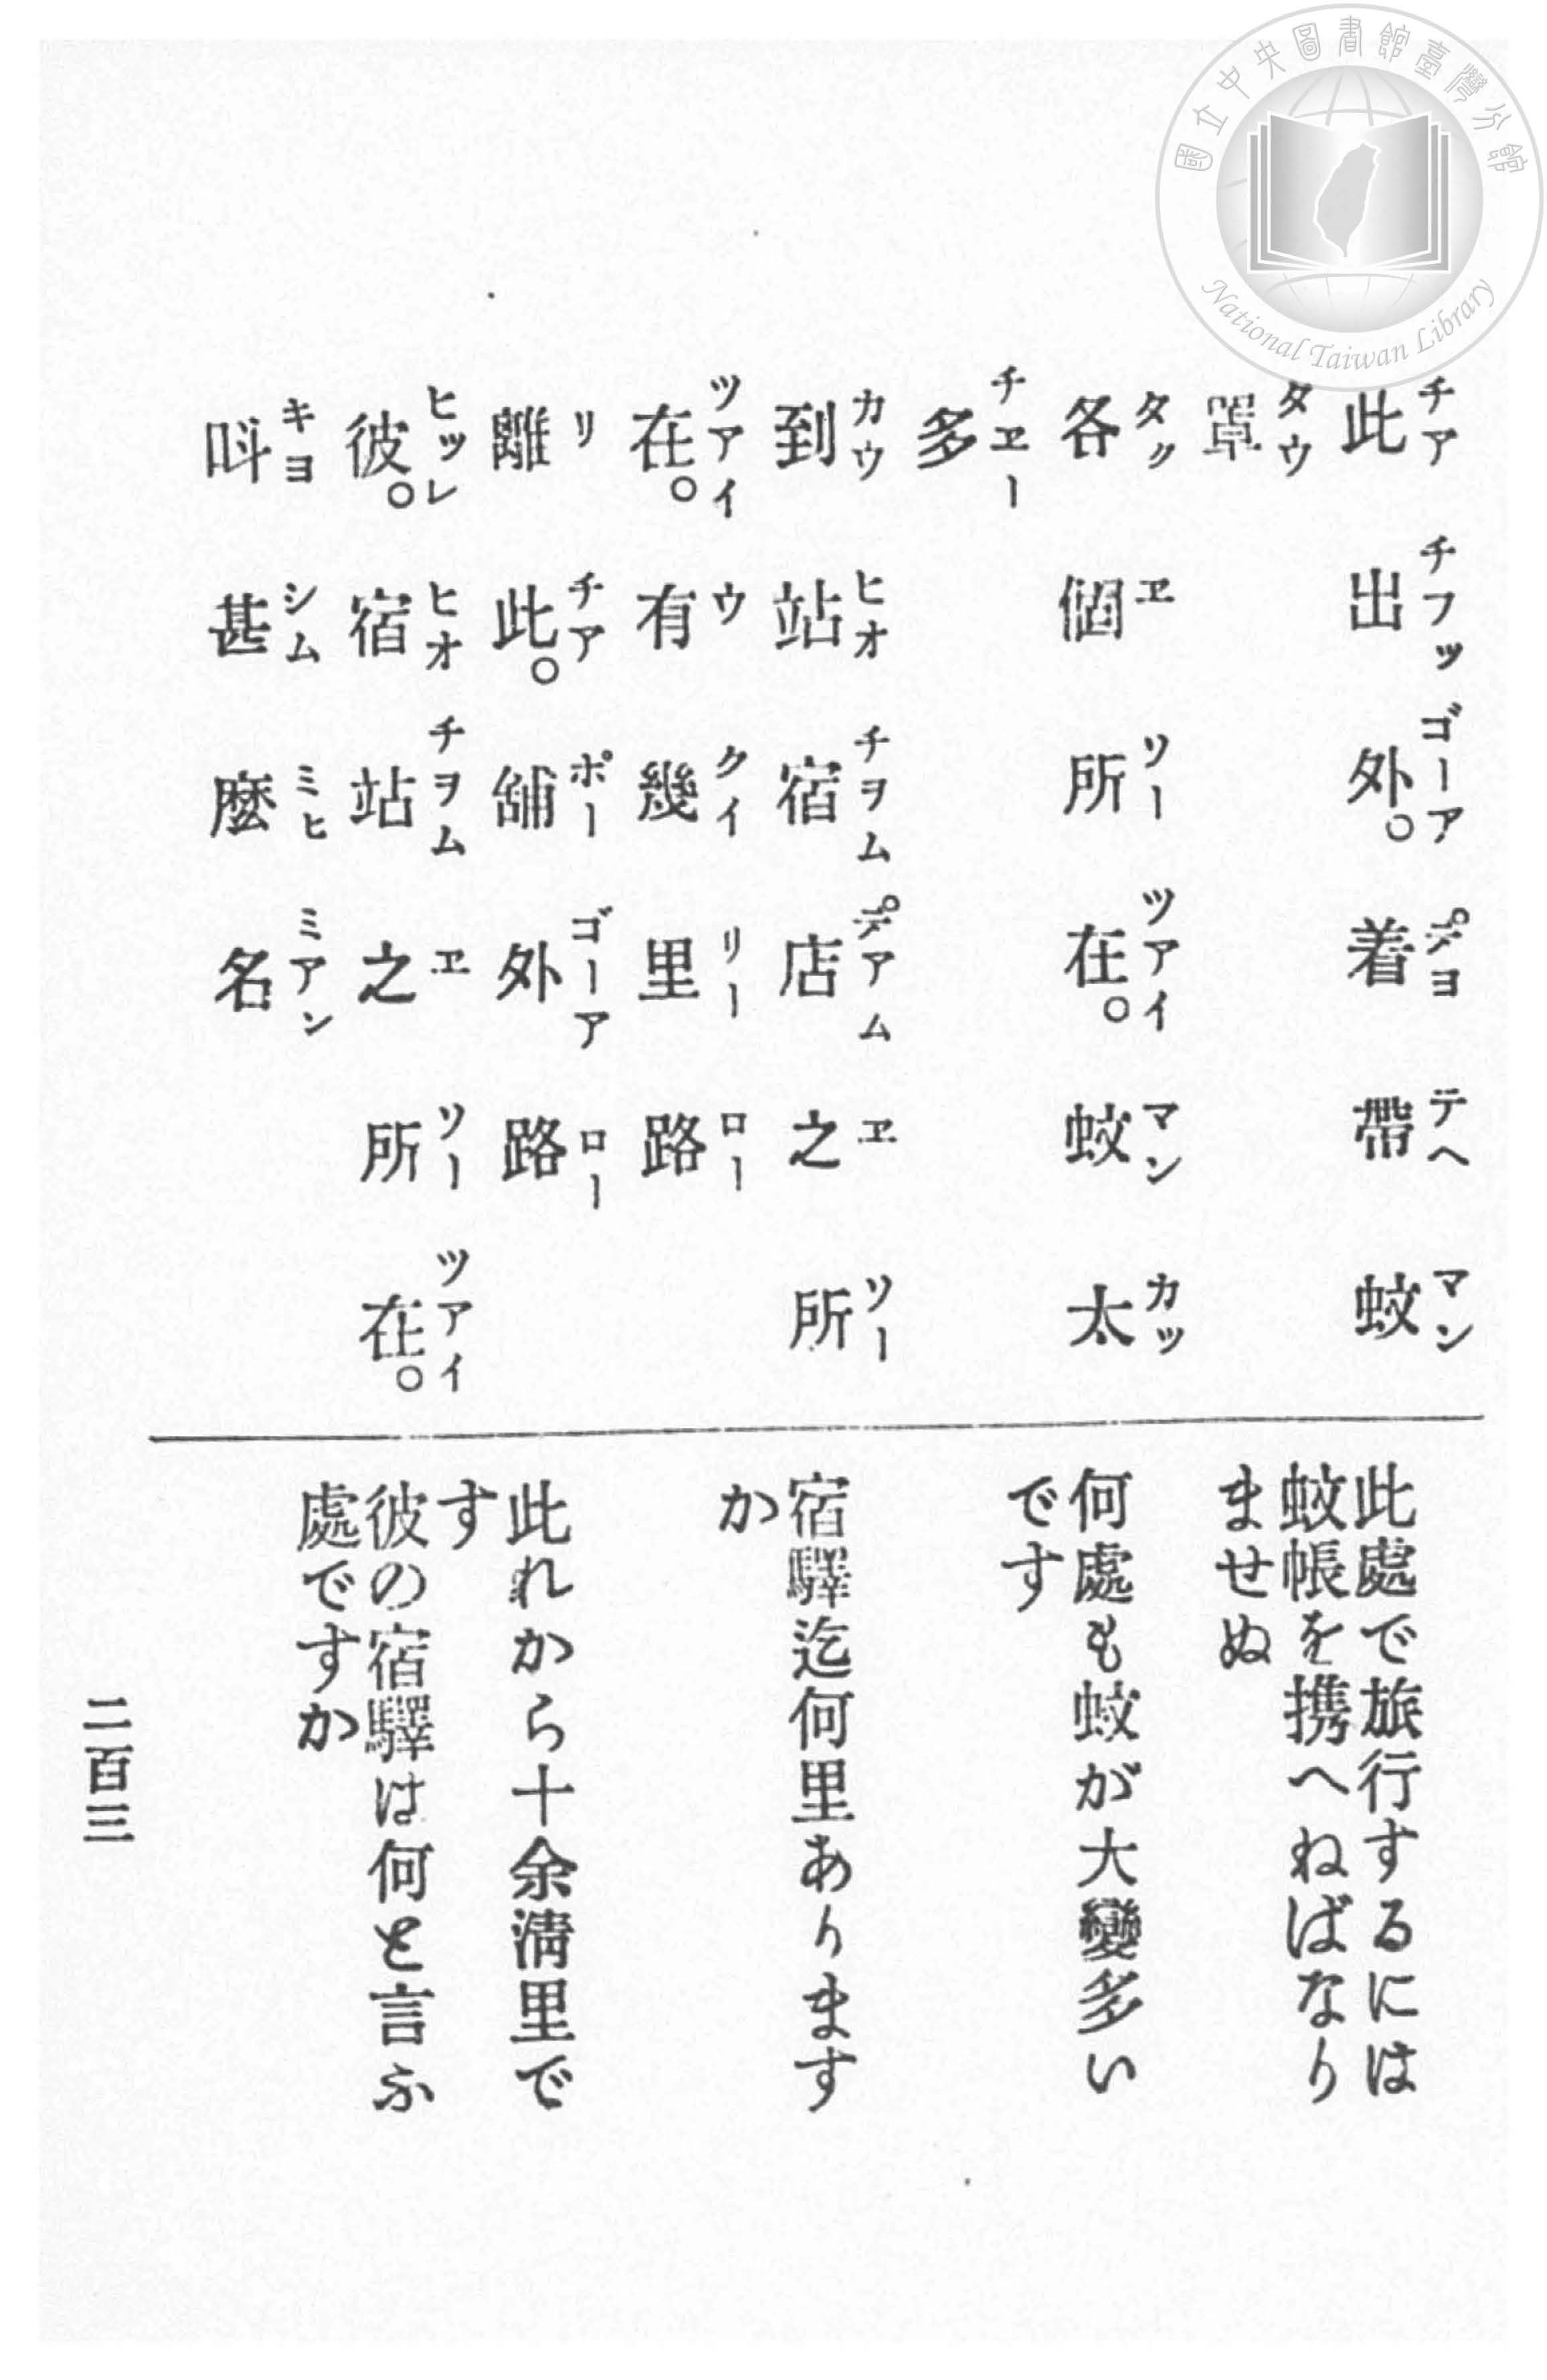 國立中央圖書館臺灣分館
National Taiwan Library
チア チフッ ゴーア デヨ テヘ マン
此 出 外。 着 帶 蚊
タウ
罩
タク ヱ ソー ツアイ マン カッ
各 個 所 在。 蚊 太
チヱー
多
カウ ヒオ チヲム デアム ヱ ソー
到 站 宿 店 之 所
ツアイ ウ クイ リー ロー
在。 有 幾 里 路
リ チア ポー ゴーア ロー
離 此。 舗 外 路
ヒッレ ヒオ チヲム ヱ ソー ツアイ
彼。 宿 站 之 所 在。
キヨ シム ミヒ ミアン
呌 甚 麼 名
此處で旅行するには
蚊帳を携へねばなり
ませぬ
何處も蚊が大變多い
です
宿驛迄何里あります
か
此れから十余淸里で
す
彼の宿驛は何と言ふ
處ですか
二百三